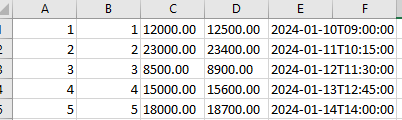 A B C D E F
1 1 12000.00 12500.00 2024-01-10T09:00:00
2 2 2 23000.00 23400.00 2024-01-11T10:15:00
3 3 3 8500.00 8900.00 2024-01-12T11:30:00
4 4 4 15000.00 15600.00 2024-01-13T12:45:00
5 5 18000.00 18700.00 2024-01-14T14:00:00